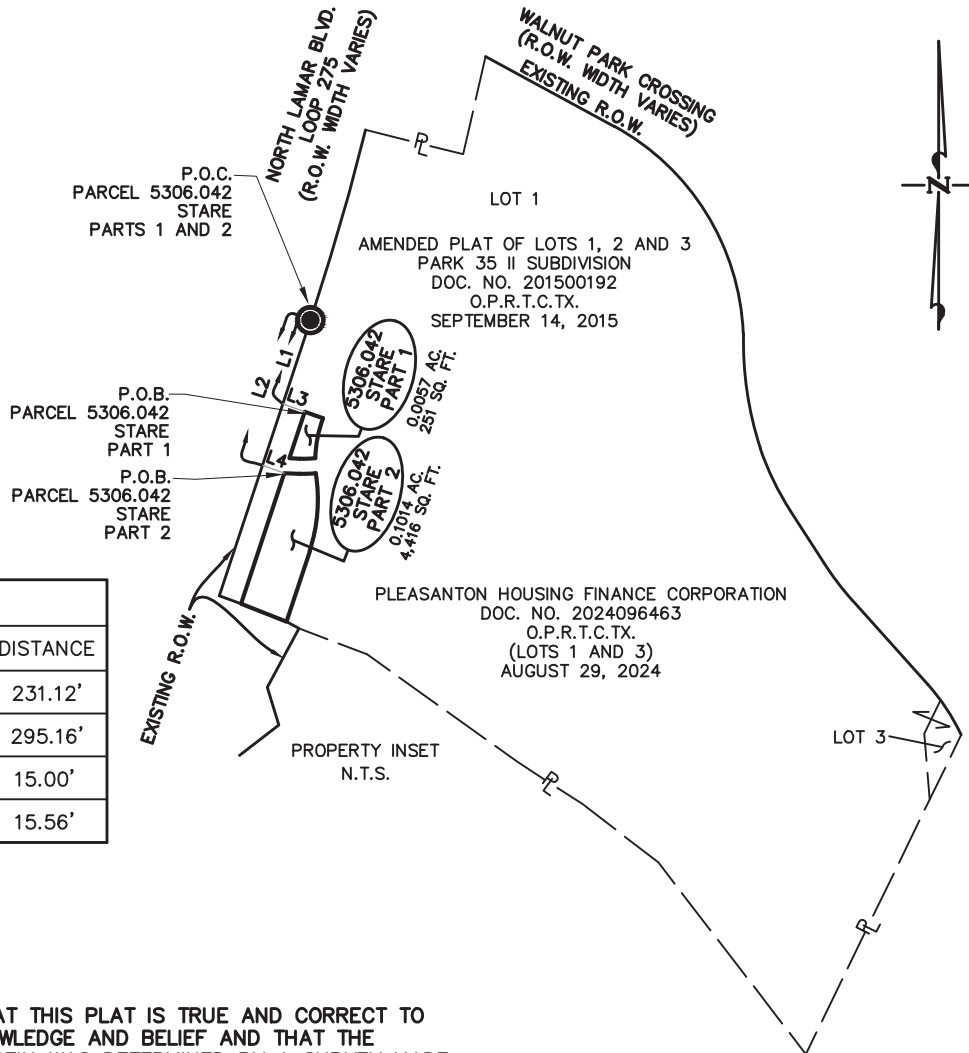 NORTH LAMAR BLVD.
LOOP 275
(R.O.W. WIDTH VARIES)
WALNUT PARK CROSSING
(R.O.W. WIDTH VARIES)
EXISTING R.O.W.
N
PL
P.O.C.
PARCEL 5306.042
STARE
PARTS 1 AND 2
LOT 1
AMENDED PLAT OF LOTS 1, 2 AND 3
PARK 35 II SUBDIVISION
DOC. NO. 201500192
O.P.R.T.C.TX.
SEPTEMBER 14, 2015
L1
L2
L3
P.O.B.
PARCEL 5306.042
STARE
PART 1
5306.042
STARE
PART 1
0.0057 AC.
251 SQ. FT.
L4
P.O.B.
PARCEL 5306.042
STARE
PART 2
5306.042
STARE
PART 2
0.1014 AC.
4,416 SQ. FT.
DISTANCE
231.12'
295.16'
15.00'
15.56'
EXISTING R.O.W.
PLEASANTON HOUSING FINANCE CORPORATION
DOC. NO. 2024096463
O.P.R.T.C.TX.
(LOTS 1 AND 3)
AUGUST 29, 2024
PROPERTY INSET
N.T.S.
LOT 3
PL
PL
AT THIS PLAT IS TRUE AND CORRECT TO
WLEDGE AND BELIEF AND THAT THE